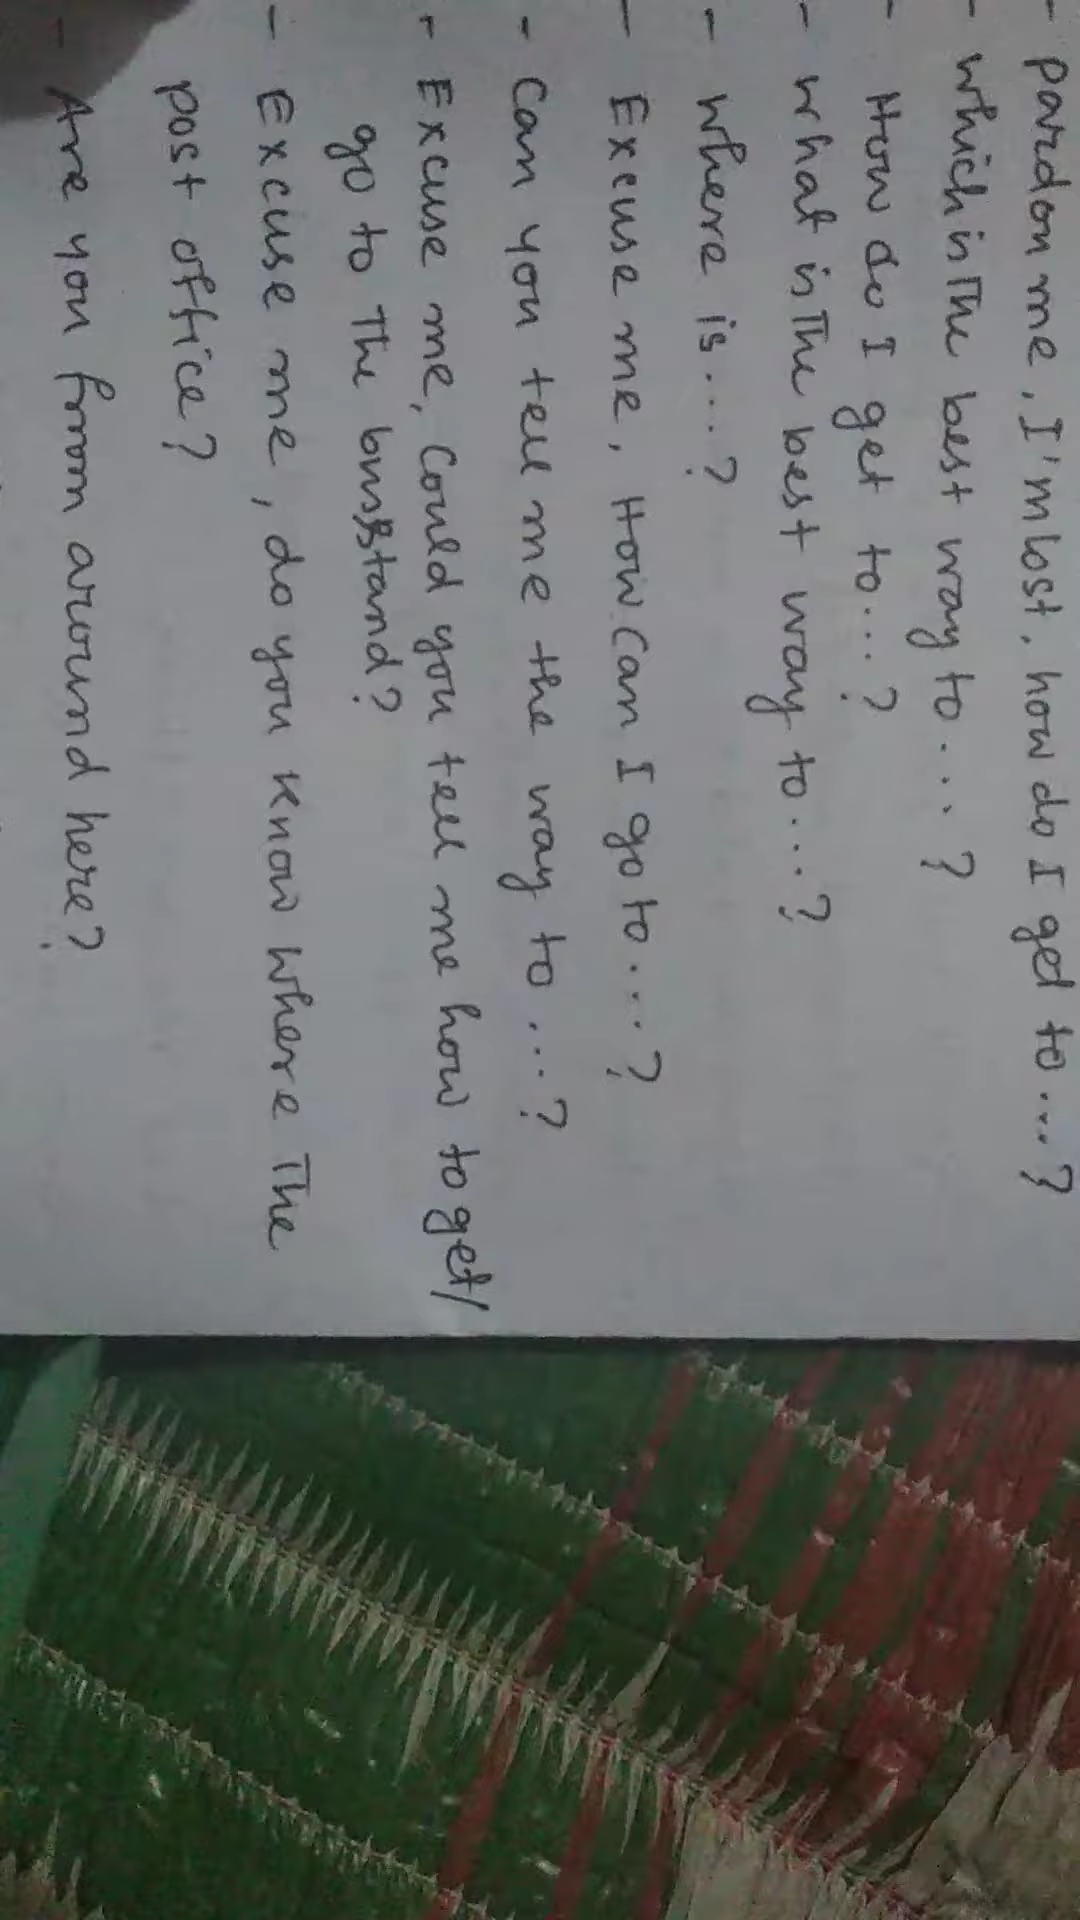 - Pardon me, I'm lost, how do I get to...?
- Which is The best way to...?
- How do I get to...?
- What is The best way to...?
- Where is....?
- Excuse me, How can I go to....?
- Can you tell me the way to...?
- Excuse me, Could you tell me how to get/
go to The busstand?
- Excuse me, do you know where The
post office?
- Are you from around here?